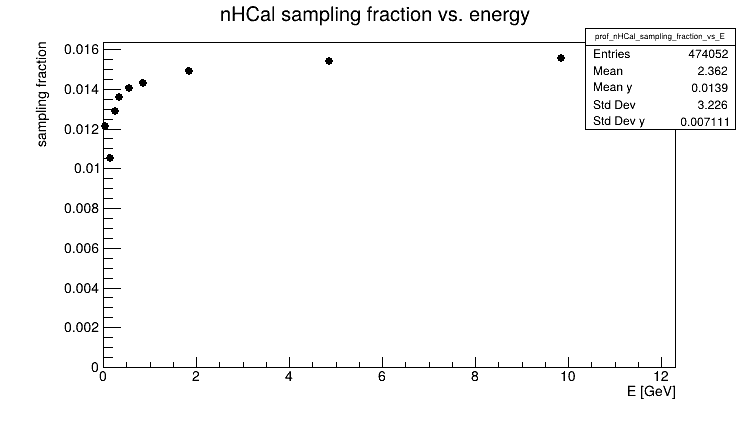 nHCal sampling fraction vs. energy
prof_nHCal_sampling_fraction_vs_E
Entries 474052
Mean 2.362
Mean y 0.0139
Std Dev 3.226
Std Dev y 0.007111
sampling fraction
0.016
0.014
0.012
0.01
0.008
0.006
0.004
0.002
0
0 2 4 6 8 10 12
E [GeV]